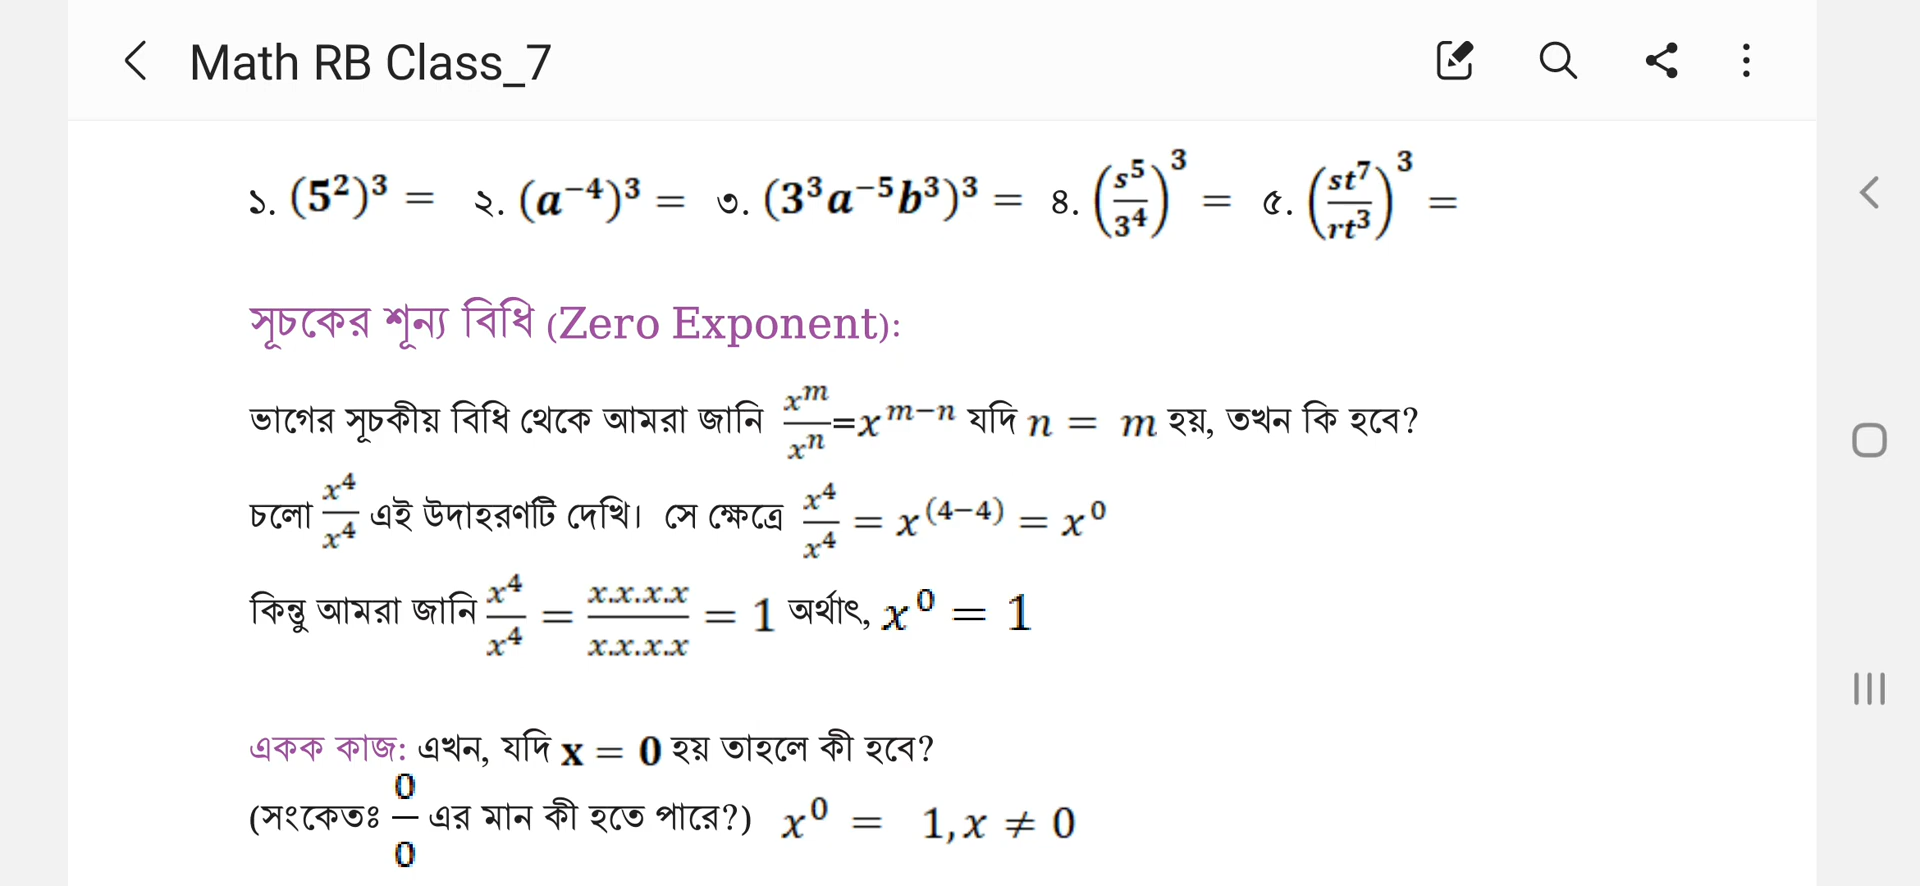 Math RB Class_7
১. (5²)³ = ২. (a⁻⁴)³ = ৩. (3³a⁻⁵b³)³ = ৪. (s⁵/3⁴)³ = ৫. (st⁷/rt³)³ =
সূচকের শূন্য বিধি (Zero Exponent):
ভাগের সূচকীয় বিধি থেকে আমরা জানি xᵐ/xⁿ=xᵐ⁻ⁿ যদি n = m হয়, তখন কি হবে?
চলো x⁴/x⁴ এই উদাহরণটি দেখি। সে ক্ষেত্রে x⁴/x⁴ = x⁽⁴⁻⁴⁾ = x⁰
কিন্তু আমরা জানি x⁴/x⁴ = x.x.x.x/x.x.x.x = 1 অর্থাৎ, x⁰ = 1
একক কাজ: এখন, যদি x = 0 হয় তাহলে কী হবে?
(সংকেতঃ 0/0 এর মান কী হতে পারে?) x⁰ = 1, x ≠ 0